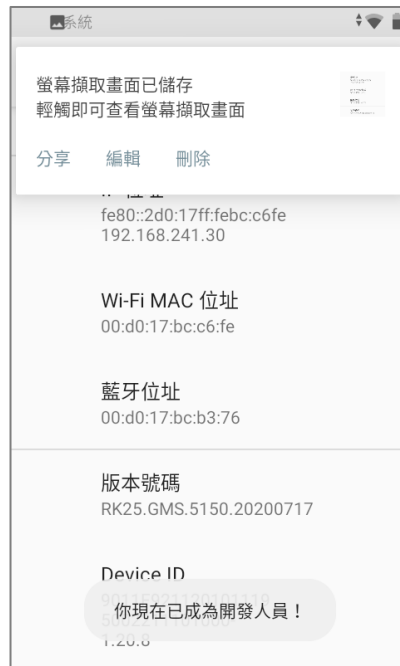 系統
螢幕擷取畫面已儲存
輕觸即可查看螢幕擷取畫面
分享 編輯 刪除
fe80::2d0:17ff:febc:c6fe
192.168.241.30
Wi-Fi MAC 位址
00:d0:17:bc:c6:fe
藍牙位址
00:d0:17:bc:b3:76
版本號碼
RK25.GMS.5150.20200717
Device ID
你現在已成為開發人員！
1.20.8